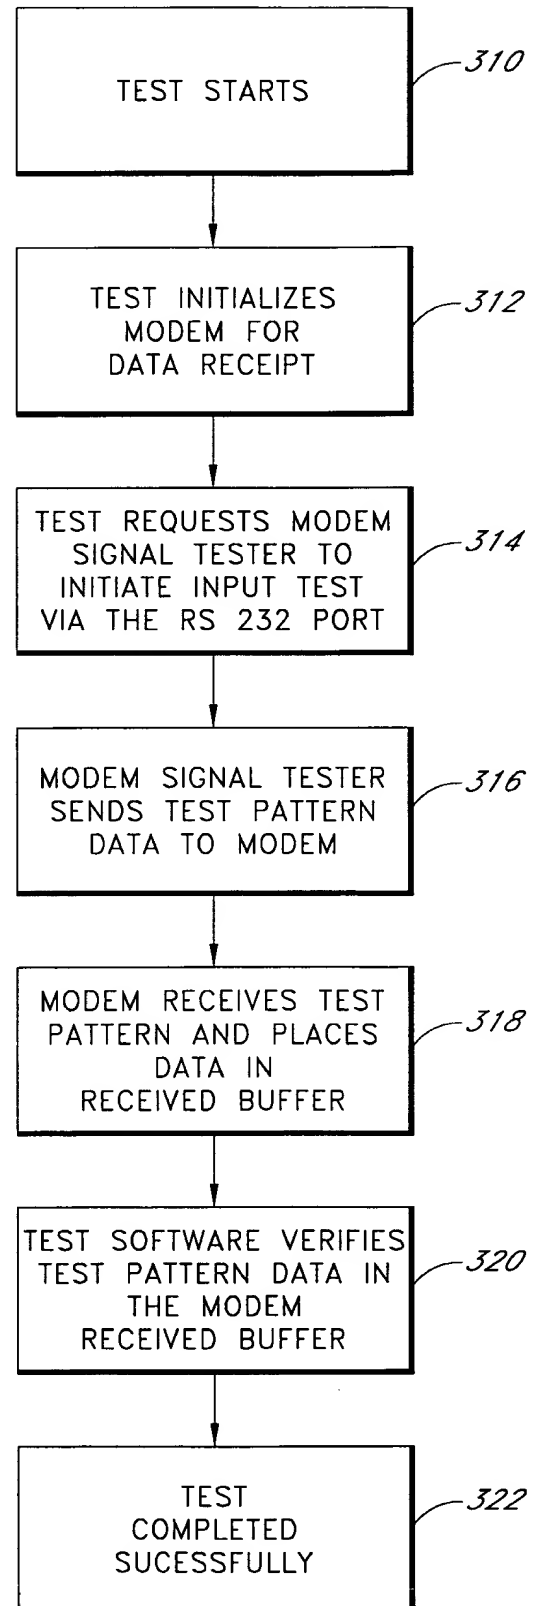 TEST STARTS
310
TEST INITIALIZES
MODEM FOR
DATA RECEIPT
312
TEST REQUESTS MODEM
SIGNAL TESTER TO
INITIATE INPUT TEST
VIA THE RS 232 PORT
314
MODEM SIGNAL TESTER
SENDS TEST PATTERN
DATA TO MODEM
316
MODEM RECEIVES TEST
PATTERN AND PLACES
DATA IN
RECEIVED BUFFER
318
TEST SOFTWARE VERIFIES
TEST PATTERN DATA IN
THE MODEM
RECEIVED BUFFER
320
TEST
COMPLETED
SUCESSFULLY
322